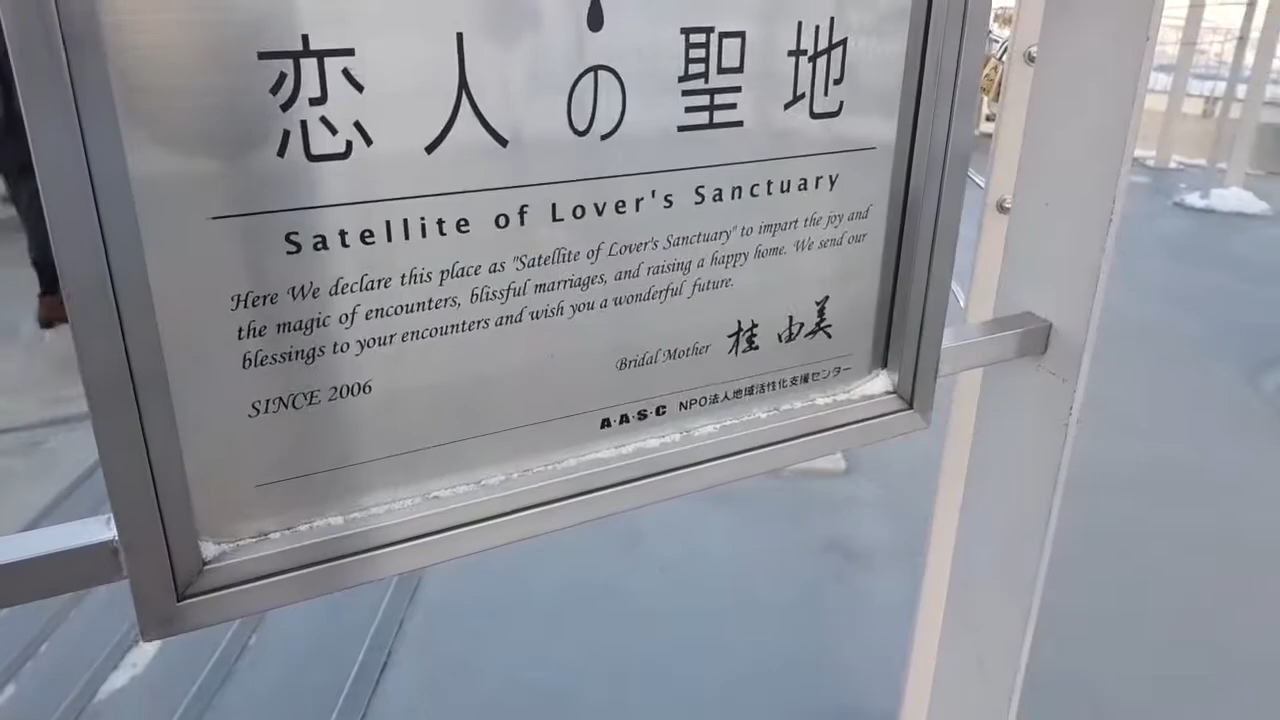 恋人の聖地
Satellite of Lover's Sanctuary
Here We declare this place as "Satellite of Lover's Sanctuary" to impart the joy and
the magic of encounters, blissful marriages, and raising a happy home. We send our
blessings to your encounters and wish you a wonderful future.
Bridal Mother 桂 由美
SINCE 2006
A·A·S·C NPO法人地域活性化支援センター